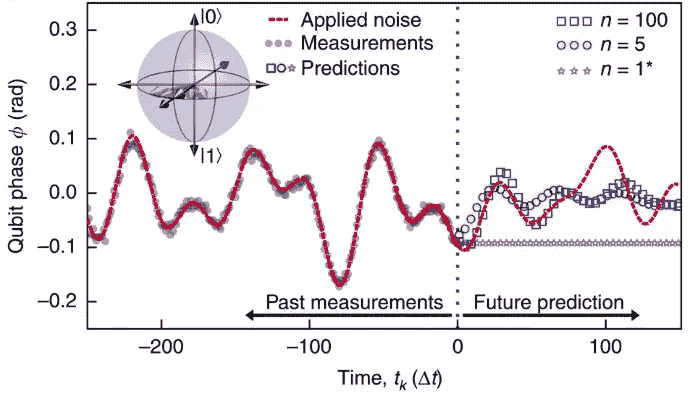 |0⟩
|1⟩
Applied noise
Measurements
Predictions
n = 100
n = 5
n = 1*
Qubit phase ϕ (rad)
0.3
0.2
0.1
0.0
−0.1
−0.2
Past measurements
Future prediction
−200
−100
0
100
Time, tₖ (Δt)